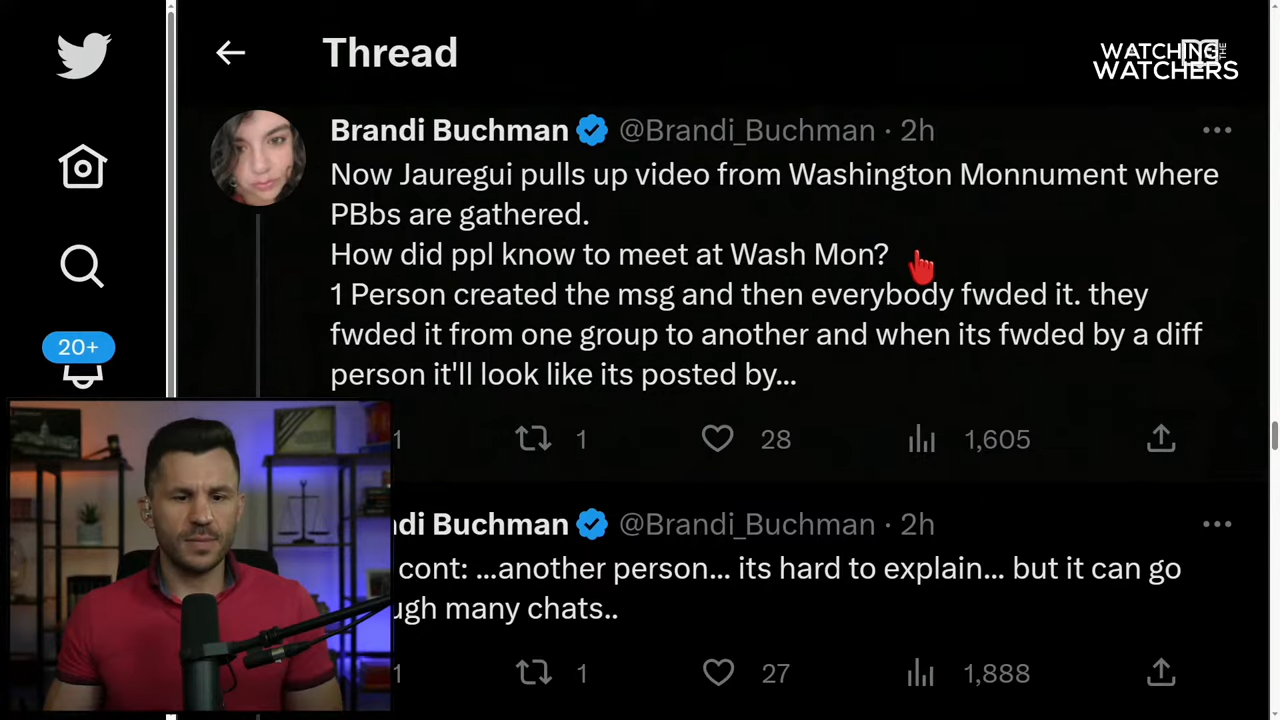 Thread
WATCHING THE
WATCHERS
Brandi Buchman @Brandi_Buchman · 2h
Now Jauregui pulls up video from Washington Monnument where
PBbs are gathered.
How did ppl know to meet at Wash Mon?
1 Person created the msg and then everybody fwded it. they
fwded it from one group to another and when its fwded by a diff
person it'll look like its posted by...
20+
1 1 28 1,605
ndi Buchman @Brandi_Buchman · 2h
cont: ...another person... its hard to explain... but it can go
ugh many chats..
1 1 27 1,888